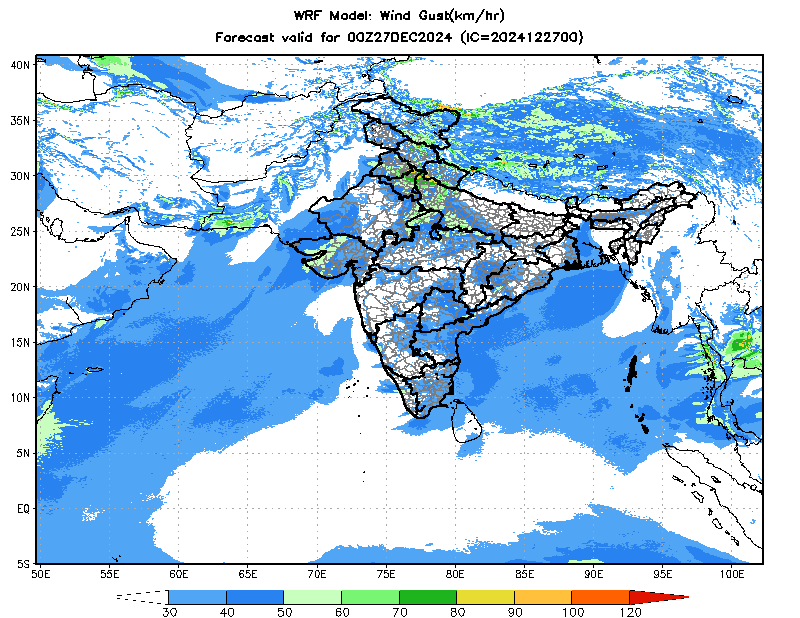 WRF Model: Wind Gust(km/hr)
Forecast valid for 00Z27DEC2024 (IC=2024122700)
40N
35N
30N
25N
20N
15N
10N
5N
EQ
5S
50E 55E 60E 65E 70E 75E 80E 85E 90E 95E 100E
30 40 50 60 70 80 90 100 120